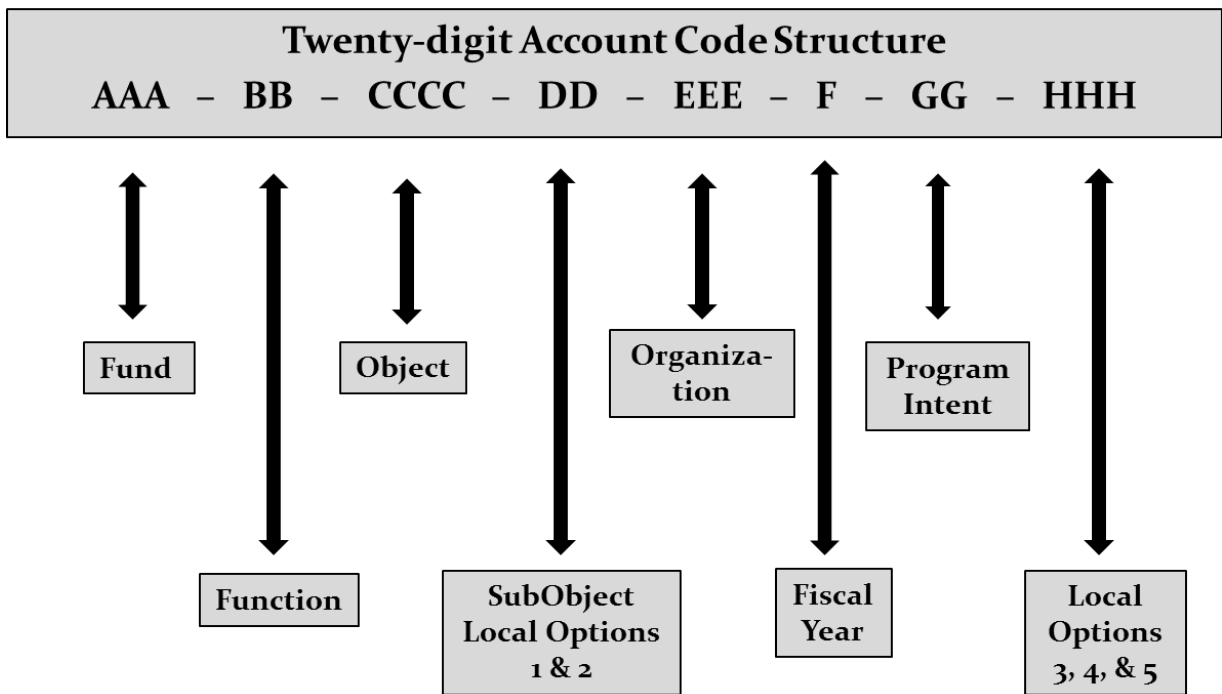 Twenty-digit Account Code Structure
AAA – BB – CCCC – DD – EEE – F – GG – HHH
Fund
Object
Organiza-
tion
Program
Intent
Function
SubObject
Local Options
1 & 2
Fiscal
Year
Local
Options
3, 4, & 5